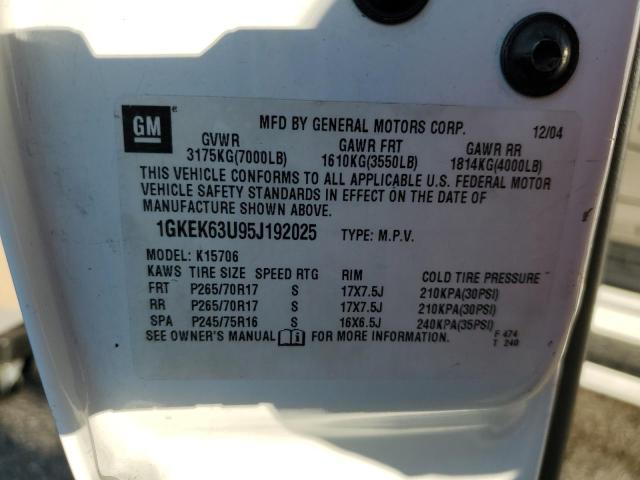 GM
MFD BY GENERAL MOTORS CORP. 12/04
GVWR GAWR FRT GAWR RR
3175KG(7000LB) 1610KG(3550LB) 1814KG(4000LB)
THIS VEHICLE CONFORMS TO ALL APPLICABLE U.S. FEDERAL MOTOR
VEHICLE SAFETY STANDARDS IN EFFECT ON THE DATE OF
MANUFACTURE SHOWN ABOVE.
1GKEK63U95J192025 TYPE: M.P.V.
MODEL: K15706
KAWS TIRE SIZE SPEED RTG RIM COLD TIRE PRESSURE
FRT P265/70R17 S 17X7.5J 210KPA(30PSI)
RR P265/70R17 S 17X7.5J 210KPA(30PSI)
SPA P245/75R16 S 16X6.5J 240KPA(35PSI)
SEE OWNER'S MANUAL FOR MORE INFORMATION. F 474
T 240